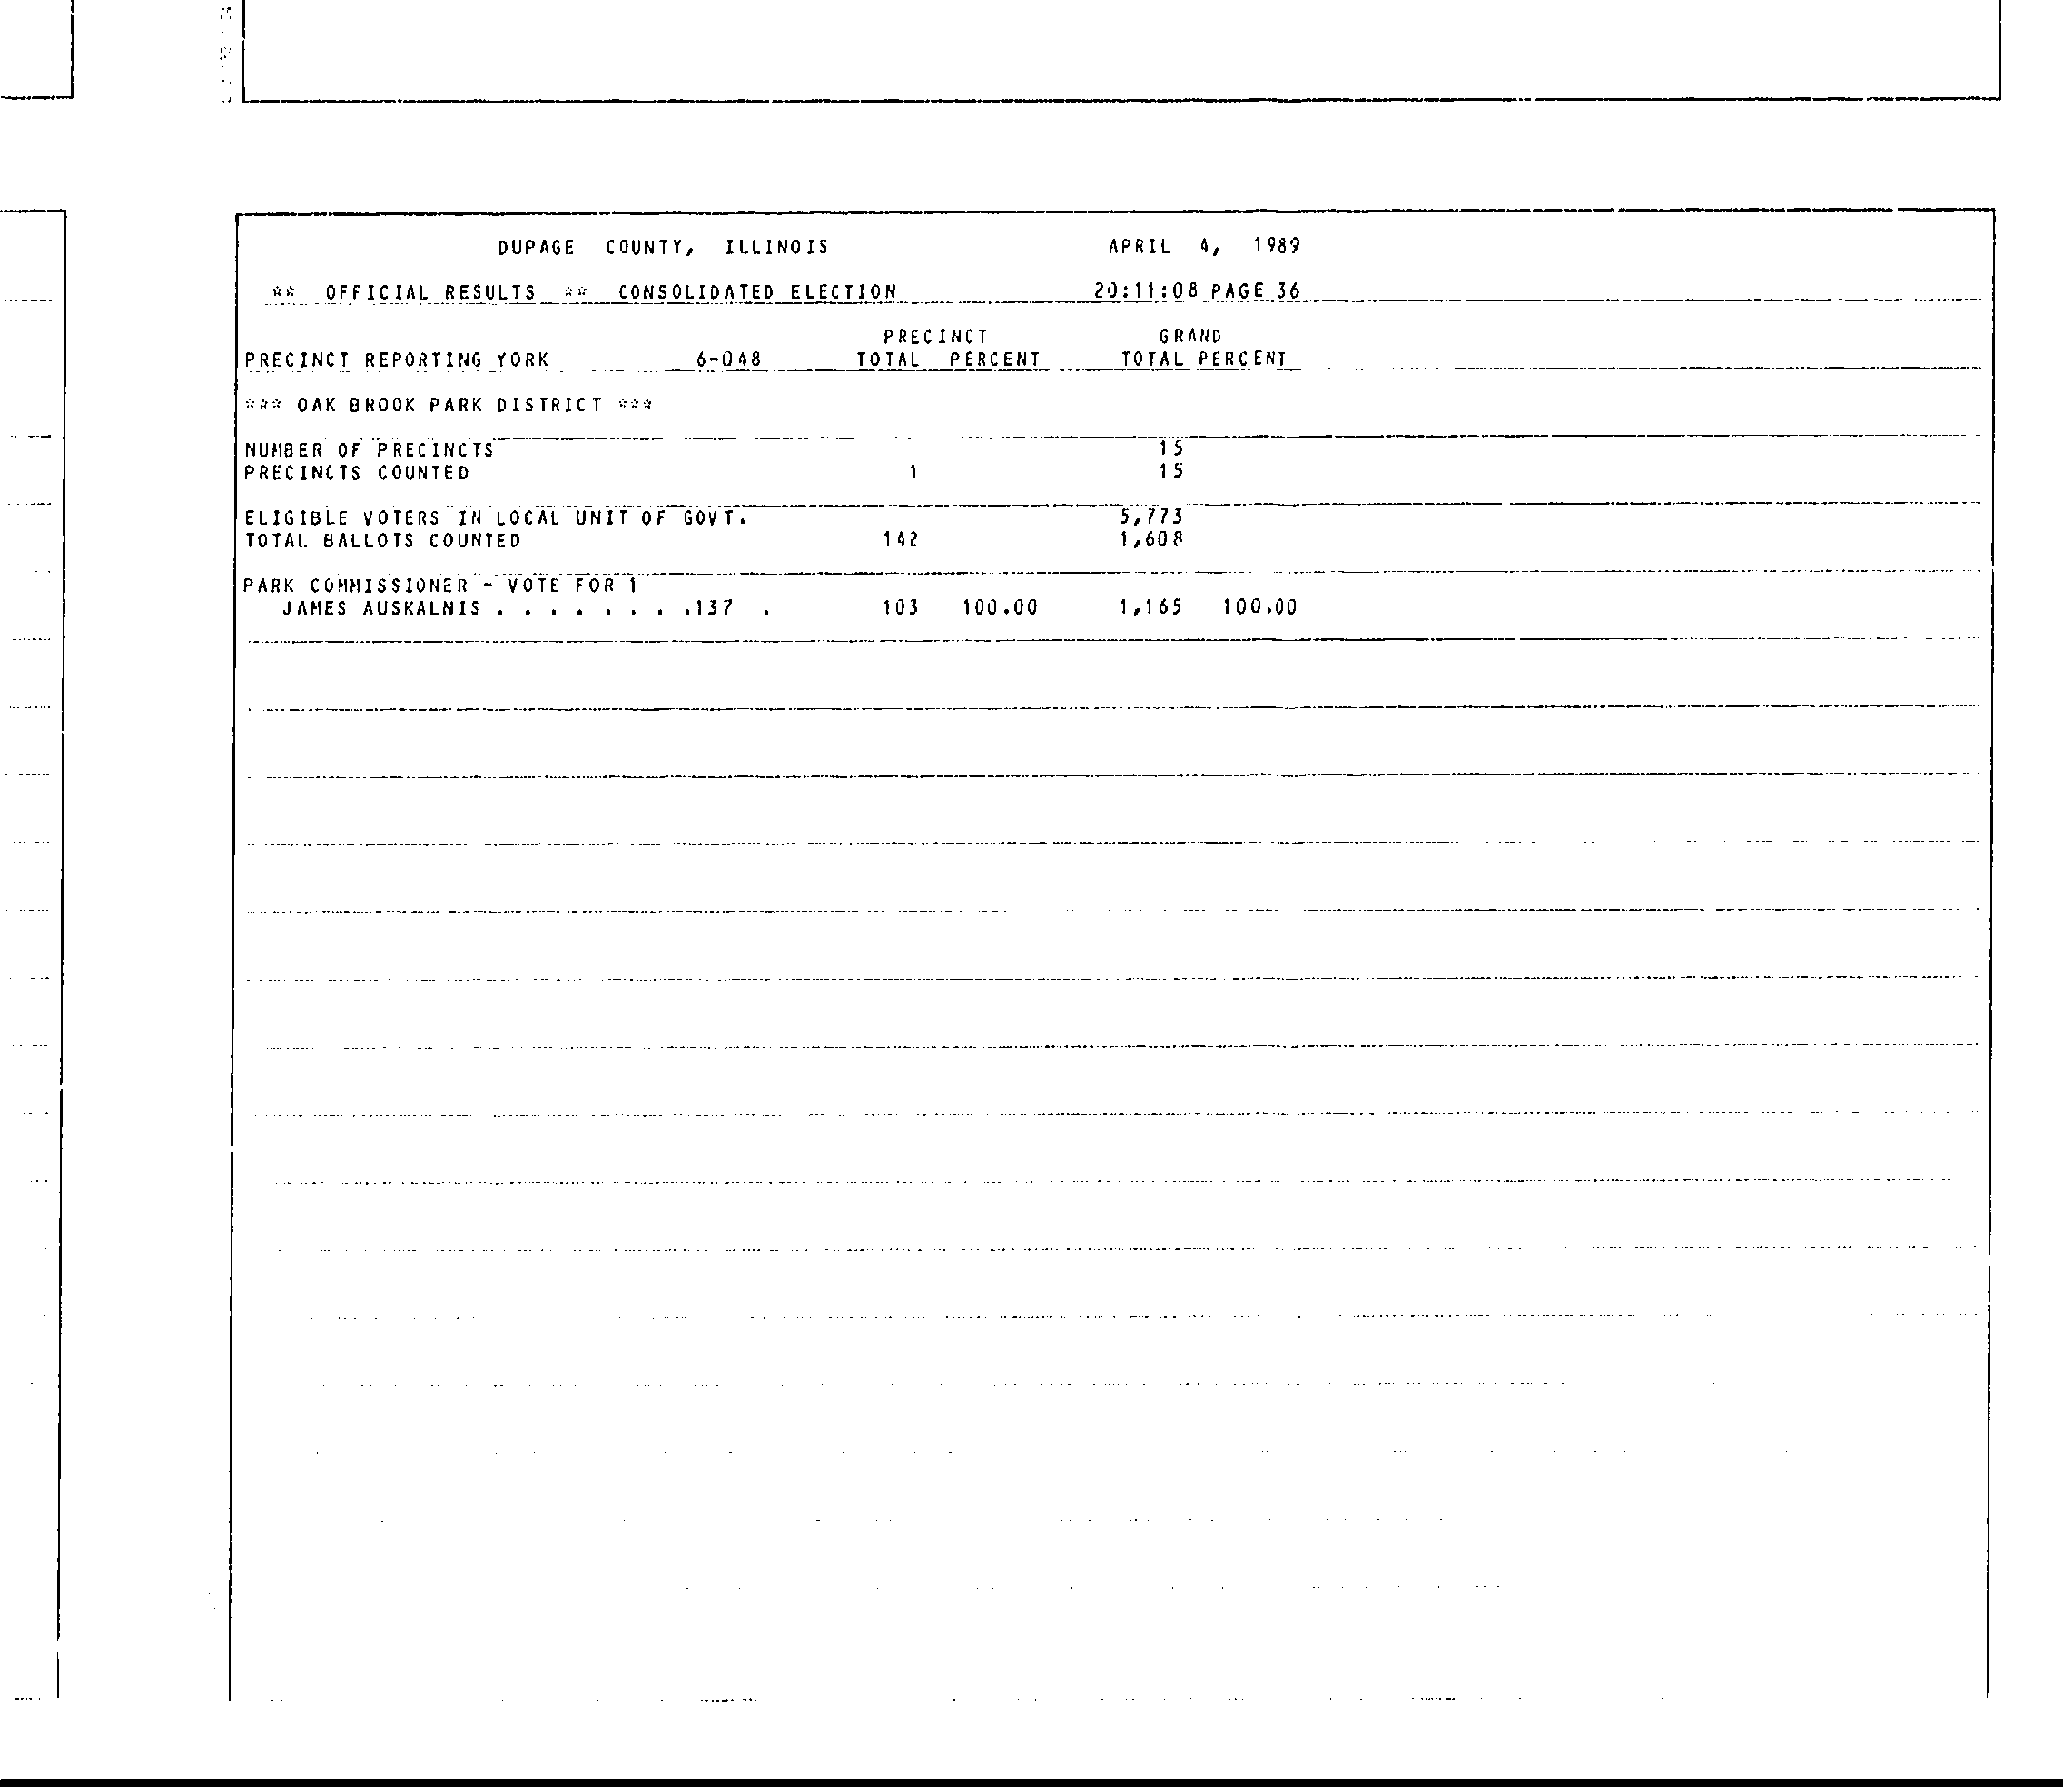 DUPAGE COUNTY, ILLINOIS APRIL 4, 1989
** OFFICIAL RESULTS ** CONSOLIDATED ELECTION 20:11:08 PAGE 36
PRECINCT GRAND
PRECINCT REPORTING YORK 6-048 TOTAL PERCENT TOTAL PERCENT
*** OAK BROOK PARK DISTRICT ***
NUMBER OF PRECINCTS 15
PRECINCTS COUNTED 1 15
ELIGIBLE VOTERS IN LOCAL UNIT OF GOVT. 5,773
TOTAL BALLOTS COUNTED 142 1,608
PARK COMMISSIONER - VOTE FOR 1
JAMES AUSKALNIS . . . . . . . .137 . 103 100.00 1,165 100.00